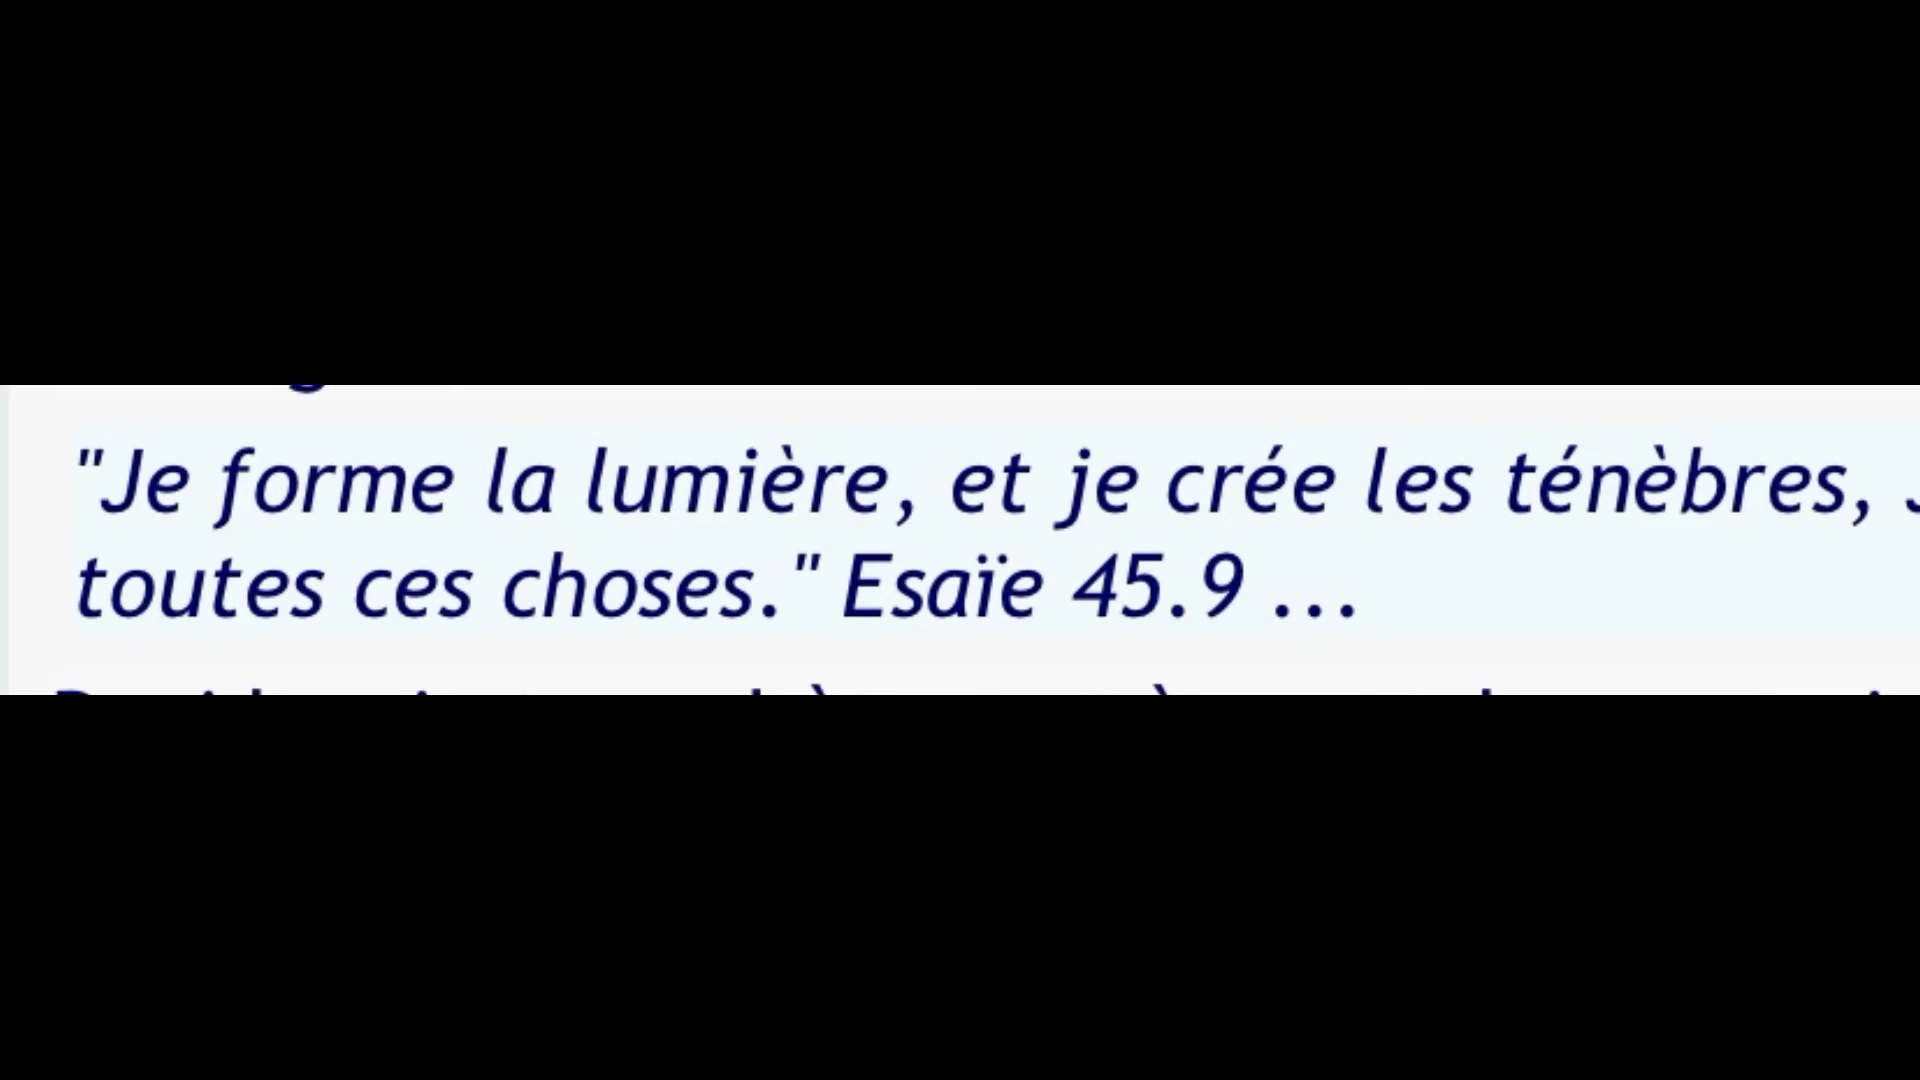 "Je forme la lumière, et je crée les ténèbres,
toutes ces choses." Esaïe 45.9 ...